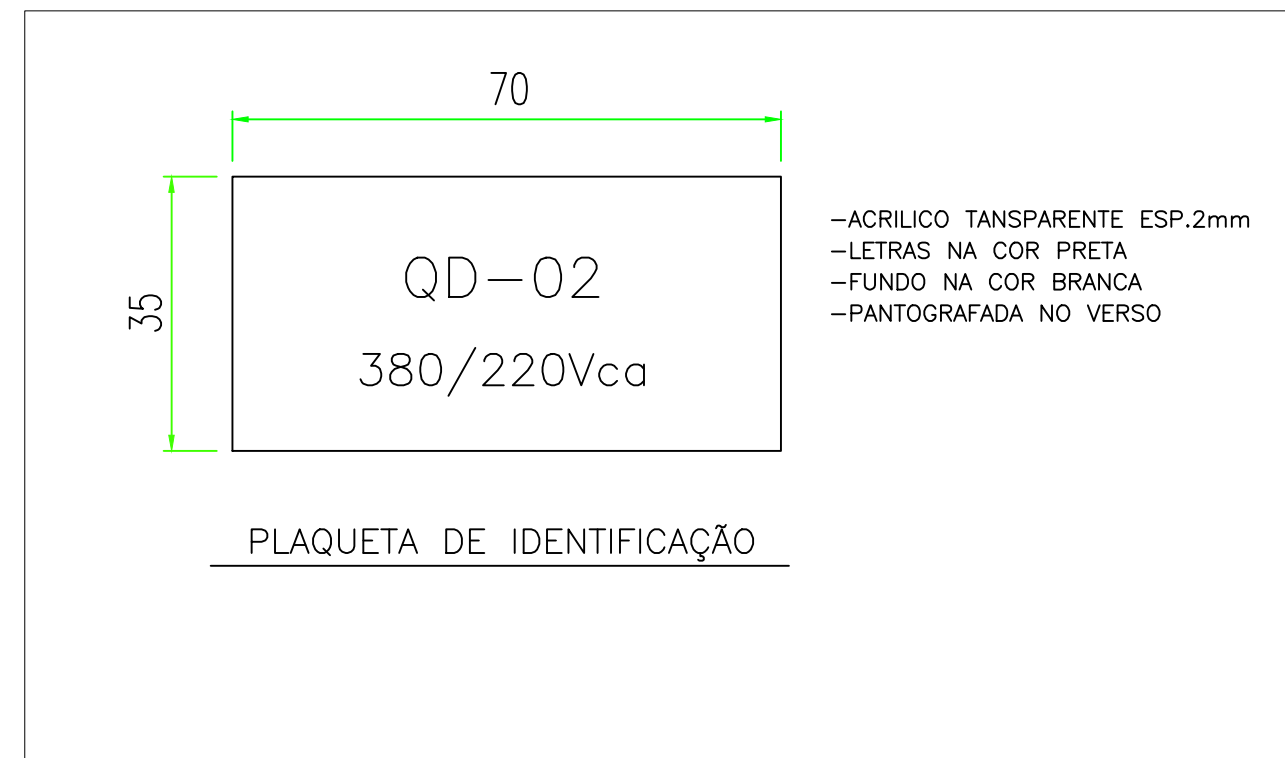 70
35
QD-02
380/220Vca
-ACRILICO TANSPARENTE ESP.2mm
-LETRAS NA COR PRETA
-FUNDO NA COR BRANCA
-PANTOGRAFADA NO VERSO
PLAQUETA DE IDENTIFICAÇÃO